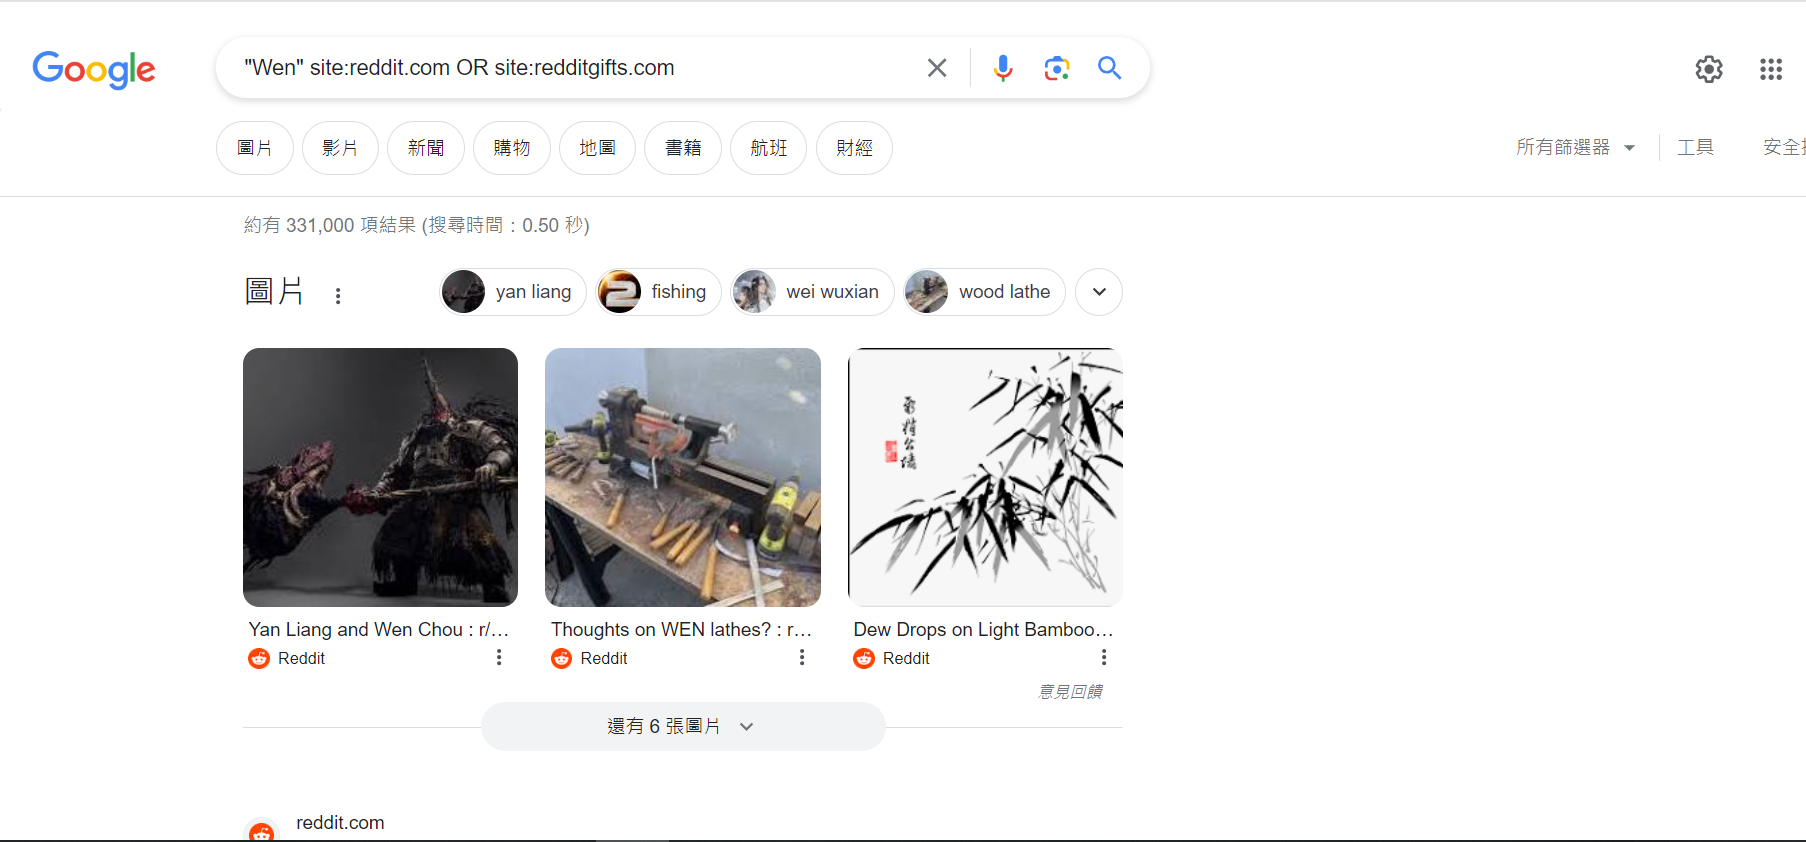 Google
"Wen" site:reddit.com OR site:redditgifts.com
圖片 影片 新聞 購物 地圖 書籍 航班 財經
所有篩選器 工具 安全
約有 331,000 項結果 (搜尋時間：0.50 秒)
圖片
yan liang fishing wei wuxian wood lathe
Yan Liang and Wen Chou : r/... Thoughts on WEN lathes? : r... Dew Drops on Light Bamboo...
Reddit Reddit Reddit
意見回饋
還有 6 張圖片
reddit.com